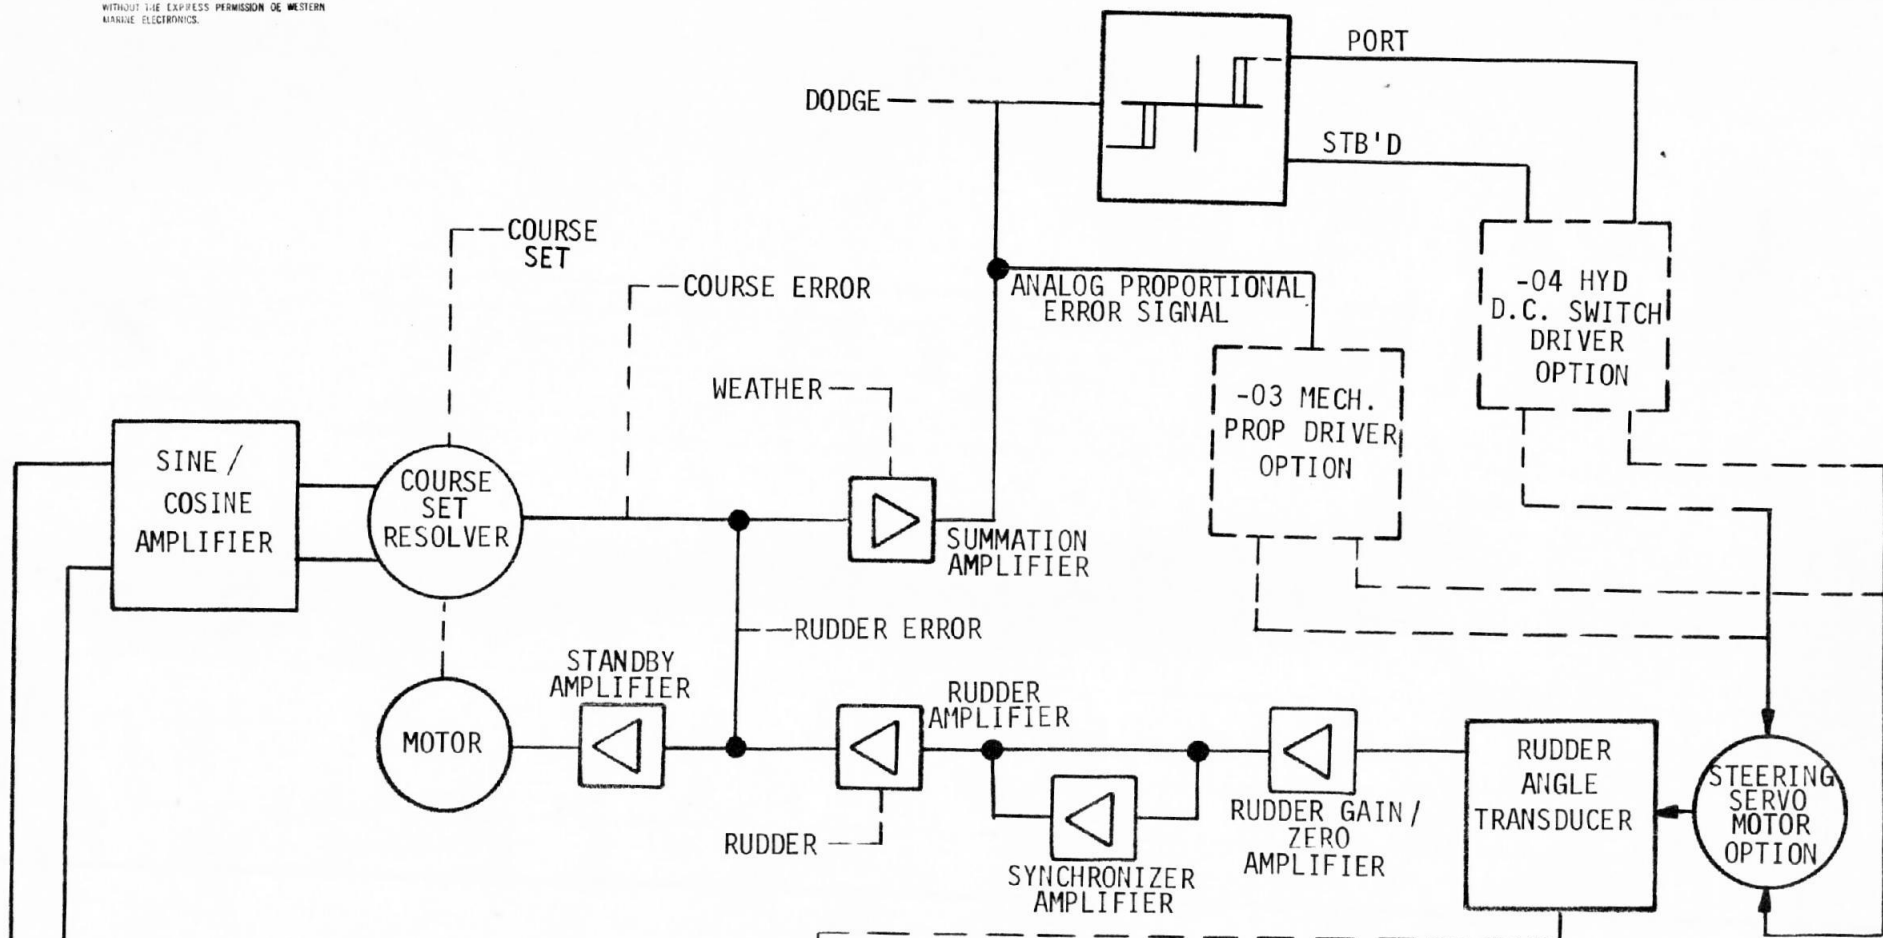 WITHOUT THE EXPRESS PERMISSION OF WESTERN
MARINE ELECTRONICS.
PORT
DODGE
STB'D
COURSE
SET
COURSE ERROR
ANALOG PROPORTIONAL
ERROR SIGNAL
-04 HYD
D.C. SWITCH
DRIVER
OPTION
WEATHER
-03 MECH.
PROP DRIVER
OPTION
SINE /
COSINE
AMPLIFIER
COURSE
SET
RESOLVER
SUMMATION
AMPLIFIER
RUDDER ERROR
STANDBY
AMPLIFIER
RUDDER
AMPLIFIER
MOTOR
RUDDER
ANGLE
TRANSDUCER
STEERING
SERVO
MOTOR
OPTION
RUDDER GAIN/
ZERO
AMPLIFIER
RUDDER
SYNCHRONIZER
AMPLIFIER